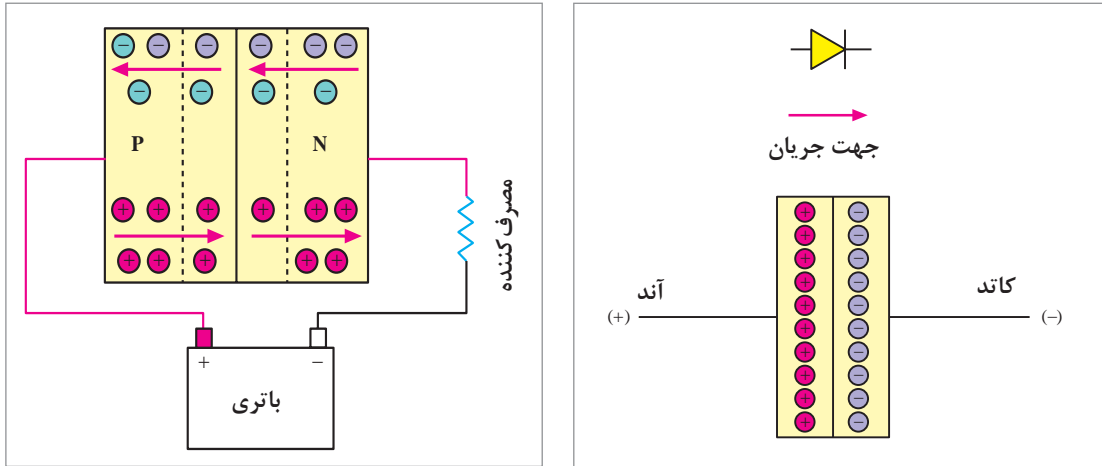 P
N
مصرف کننده
+ −
باتری
جهت جریان
آند
(+)
کاتد
(−)